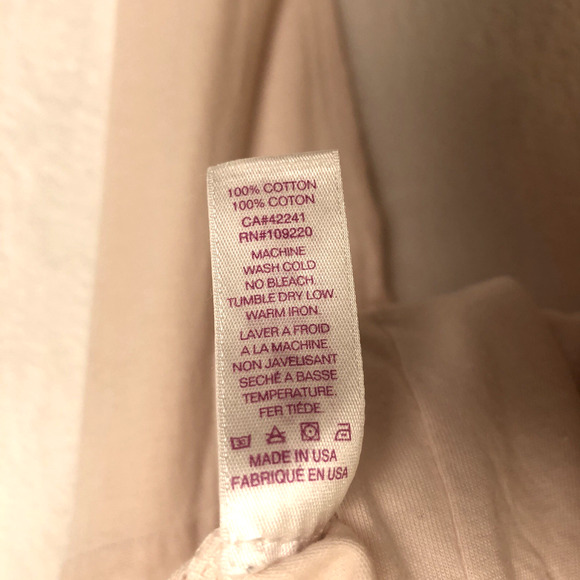 100% COTTON
100% COTON
CA#42241
RN#109220
MACHINE
WASH COLD
NO BLEACH
TUMBLE DRY LOW
WARM IRON.
LAVER A FROID
A LA MACHINE.
NON JAVELISANT
SECHÉ A BASSE
TEMPERATURE.
FER TIÈDE.
MADE IN USA
FABRIQUÉ EN USA